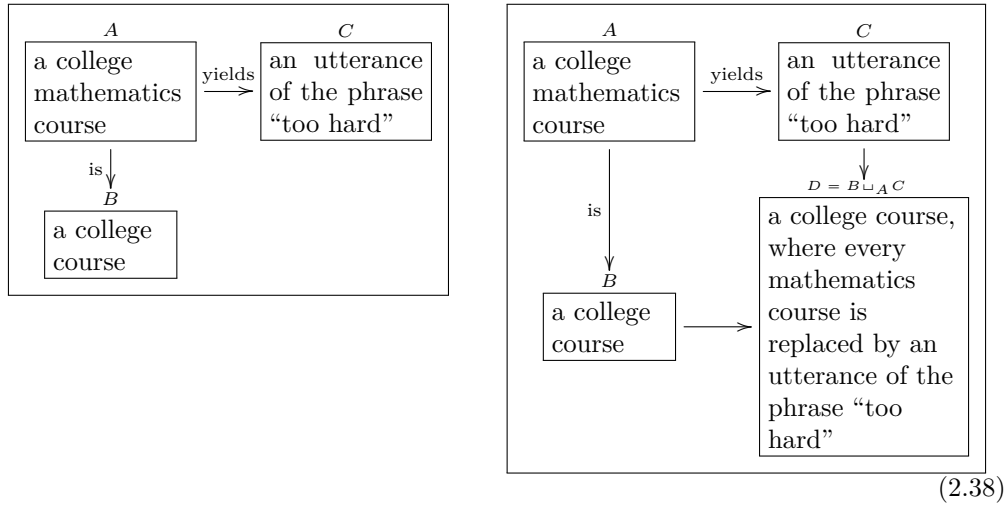 A
a college
mathematics
course
yields
C
an utterance
of the phrase
“too hard”
is
B
a college
course
A
a college
mathematics
course
yields
C
an utterance
of the phrase
“too hard”
is
B
a college
course
D = B ⊔_A C
a college course,
where every
mathematics
course is
replaced by an
utterance of the
phrase “too
hard”
(2.38)